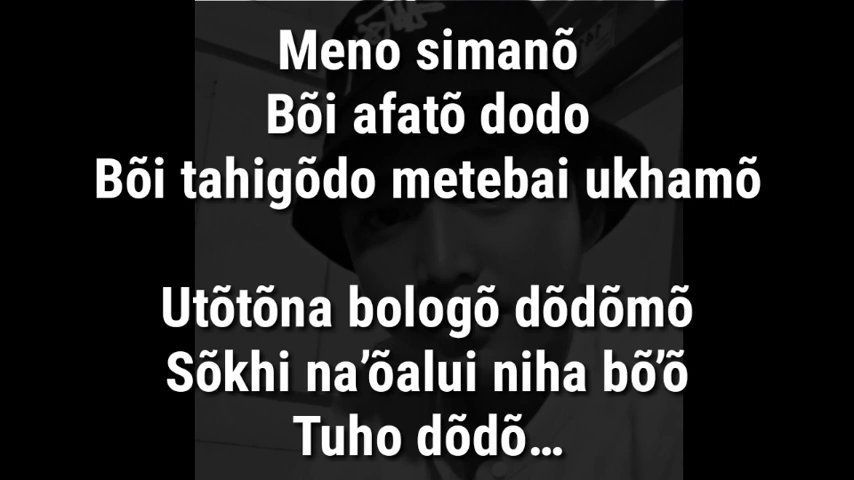 Meno simanõ
Bõi afatõ dodo
Bõi tahigõdo metebai ukhamõ
Utõtõna bologõ dõdõmõ
Sõkhi na’õalui niha bõ’õ
Tuho dõdõ...